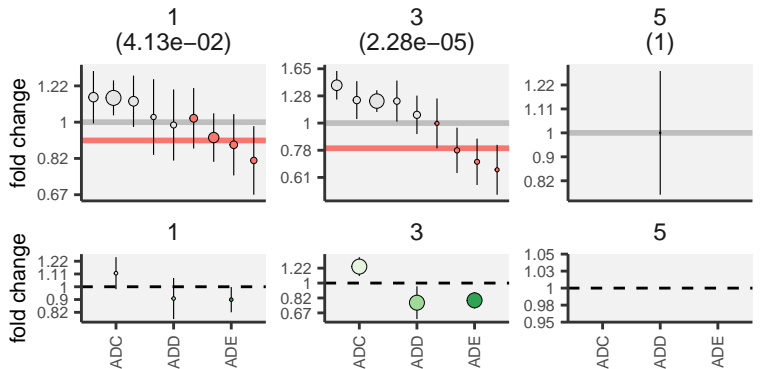 1
(4.13e−02)
3
(2.28e−05)
5
(1)
fold change
1.22
1
0.82
0.67
1.65
1.28
1
0.78
0.61
1.22
1.11
1
0.9
0.82
1
3
5
fold change
1.22
1.11
1
0.9
0.82
1.22
1
0.82
0.67
1.05
1.03
1
0.98
0.95
ADC
ADD
ADE
ADC
ADD
ADE
ADC
ADD
ADE